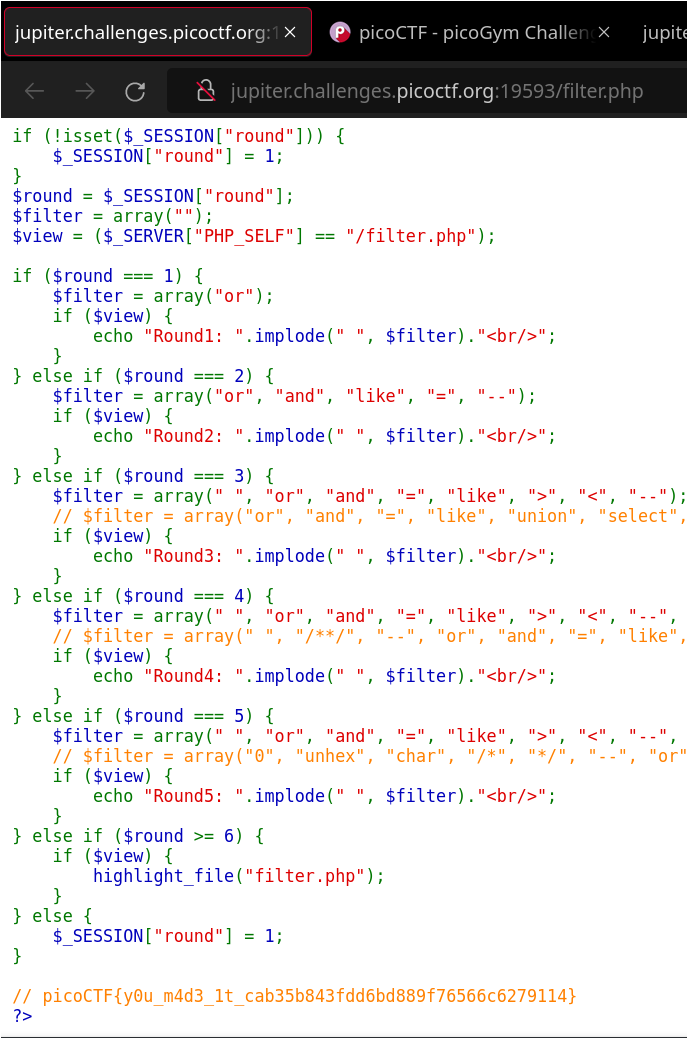 jupiter.challenges.picoctf.org:1
picoCTF - picoGym Challen
jupite
jupiter.challenges.picoctf.org:19593/filter.php
if (!isset($_SESSION["round"])) {
    $_SESSION["round"] = 1;
}
$round = $_SESSION["round"];
$filter = array("");
$view = ($_SERVER["PHP_SELF"] == "/filter.php");
if ($round === 1) {
    $filter = array("or");
    if ($view) {
        echo "Round1: ".implode(" ", $filter)."<br/>";
    }
} else if ($round === 2) {
    $filter = array("or", "and", "like", "=", "--");
    if ($view) {
        echo "Round2: ".implode(" ", $filter)."<br/>";
    }
} else if ($round === 3) {
    $filter = array(" ", "or", "and", "=", "like", ">", "<", "--");
    // $filter = array("or", "and", "=", "like", "union", "select",
    if ($view) {
        echo "Round3: ".implode(" ", $filter)."<br/>";
    }
} else if ($round === 4) {
    $filter = array(" ", "or", "and", "=", "like", ">", "<", "--",
    // $filter = array(" ", "/**/", "--", "or", "and", "=", "like",
    if ($view) {
        echo "Round4: ".implode(" ", $filter)."<br/>";
    }
} else if ($round === 5) {
    $filter = array(" ", "or", "and", "=", "like", ">", "<", "--",
    // $filter = array("0", "unhex", "char", "/*", "*/", "--", "or"
    if ($view) {
        echo "Round5: ".implode(" ", $filter)."<br/>";
    }
} else if ($round >= 6) {
    if ($view) {
        highlight_file("filter.php");
    }
} else {
    $_SESSION["round"] = 1;
}
// picoCTF{y0u_m4d3_1t_cab35b843fdd6bd889f76566c6279114}
?>